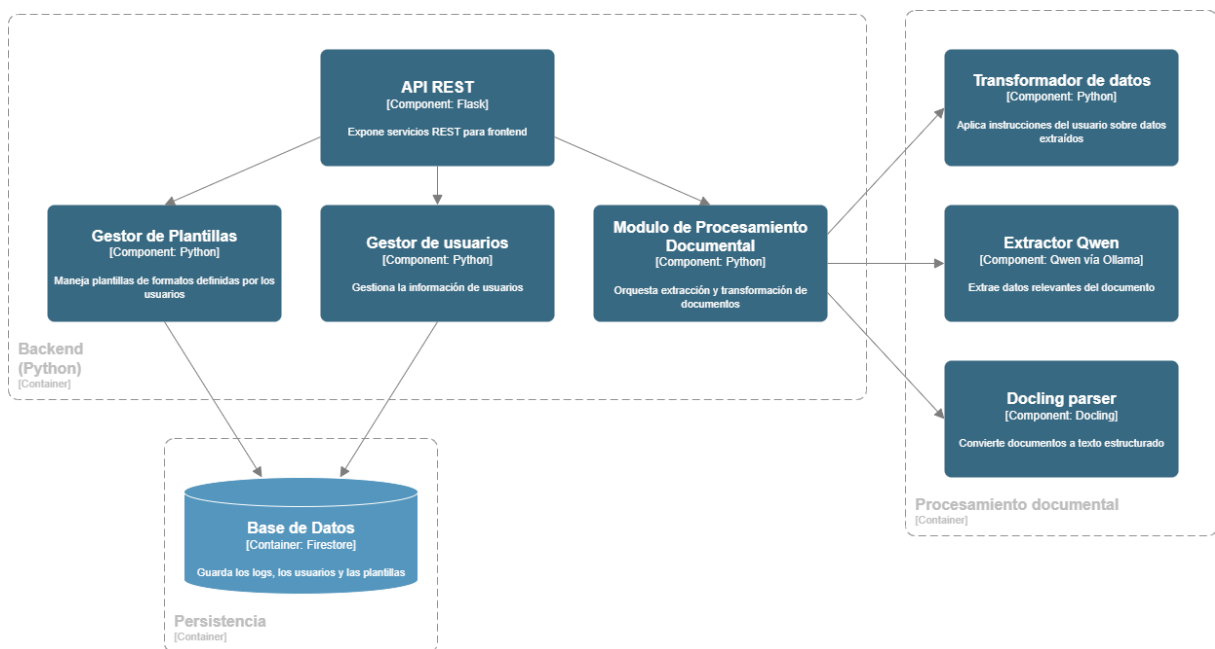 API REST
[Component: Flask]
Expone servicios REST para frontend
Gestor de Plantillas
[Component: Python]
Maneja plantillas de formatos definidas por los
usuarios
Gestor de usuarios
[Component: Python]
Gestiona la información de usuarios
Modulo de Procesamiento
Documental
[Component: Python]
Orquesta extracción y transformación de
documentos
Backend
(Python)
[Container]
Transformador de datos
[Component: Python]
Aplica instrucciones del usuario sobre datos
extraídos
Extractor Qwen
[Component: Qwen vía Ollama]
Extrae datos relevantes del documento
Docling parser
[Component: Docling]
Convierte documentos a texto estructurado
Procesamiento documental
[Container]
Base de Datos
[Container: Firestore]
Guarda los logs, los usuarios y las plantillas
Persistencia
[Container]